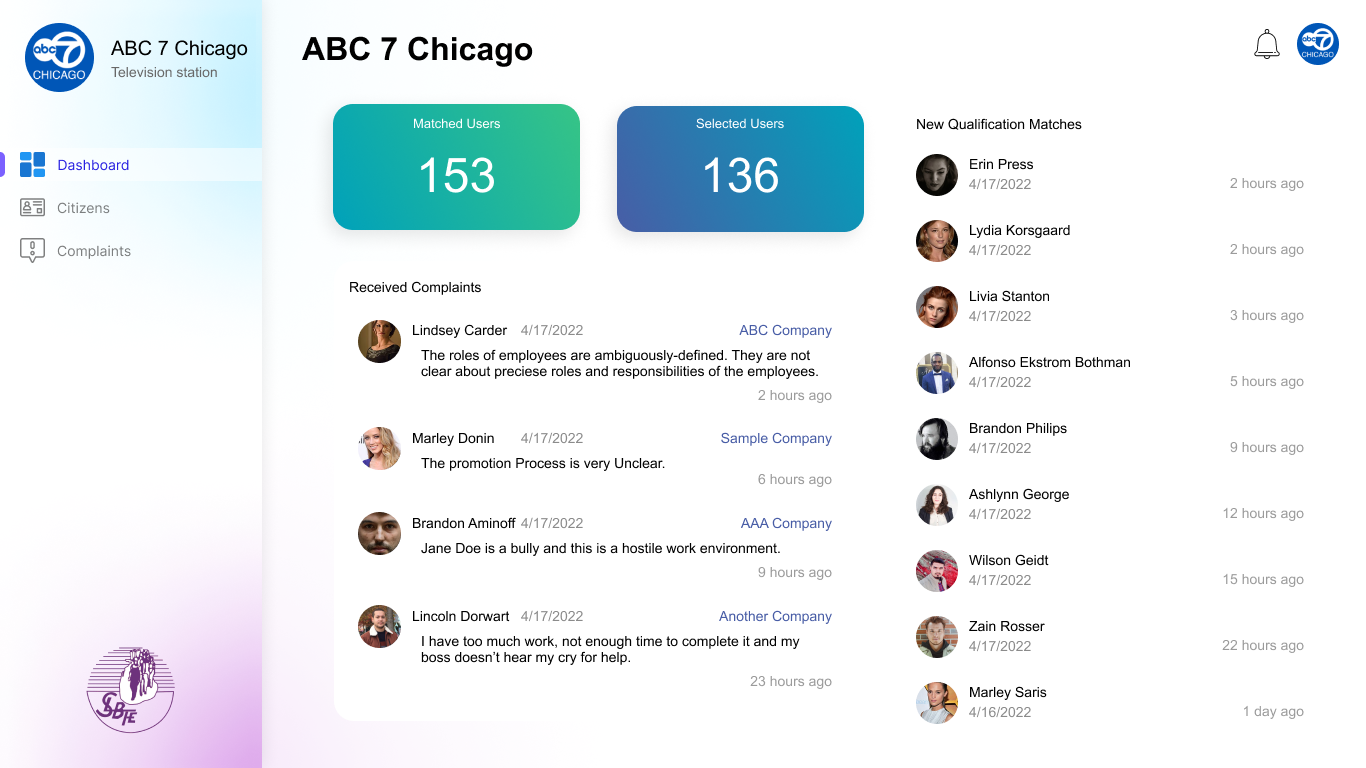 abc 7
CHICAGO
ABC 7 Chicago
Television station
Dashboard
Citizens
Complaints
SLBFE
ABC 7 Chicago
abc 7
CHICAGO
Matched Users
153
Selected Users
136
Received Complaints
Lindsey Carder 4/17/2022 ABC Company
The roles of employees are ambiguously-defined. They are not
clear about preciese roles and responsibilities of the employees.
2 hours ago
Marley Donin 4/17/2022 Sample Company
The promotion Process is very Unclear.
6 hours ago
Brandon Aminoff 4/17/2022 AAA Company
Jane Doe is a bully and this is a hostile work environment.
9 hours ago
Lincoln Dorwart 4/17/2022 Another Company
I have too much work, not enough time to complete it and my
boss doesn’t hear my cry for help.
23 hours ago
New Qualification Matches
Erin Press
4/17/2022 2 hours ago
Lydia Korsgaard
4/17/2022 2 hours ago
Livia Stanton
4/17/2022 3 hours ago
Alfonso Ekstrom Bothman
4/17/2022 5 hours ago
Brandon Philips
4/17/2022 9 hours ago
Ashlynn George
4/17/2022 12 hours ago
Wilson Geidt
4/17/2022 15 hours ago
Zain Rosser
4/17/2022 22 hours ago
Marley Saris
4/16/2022 1 day ago